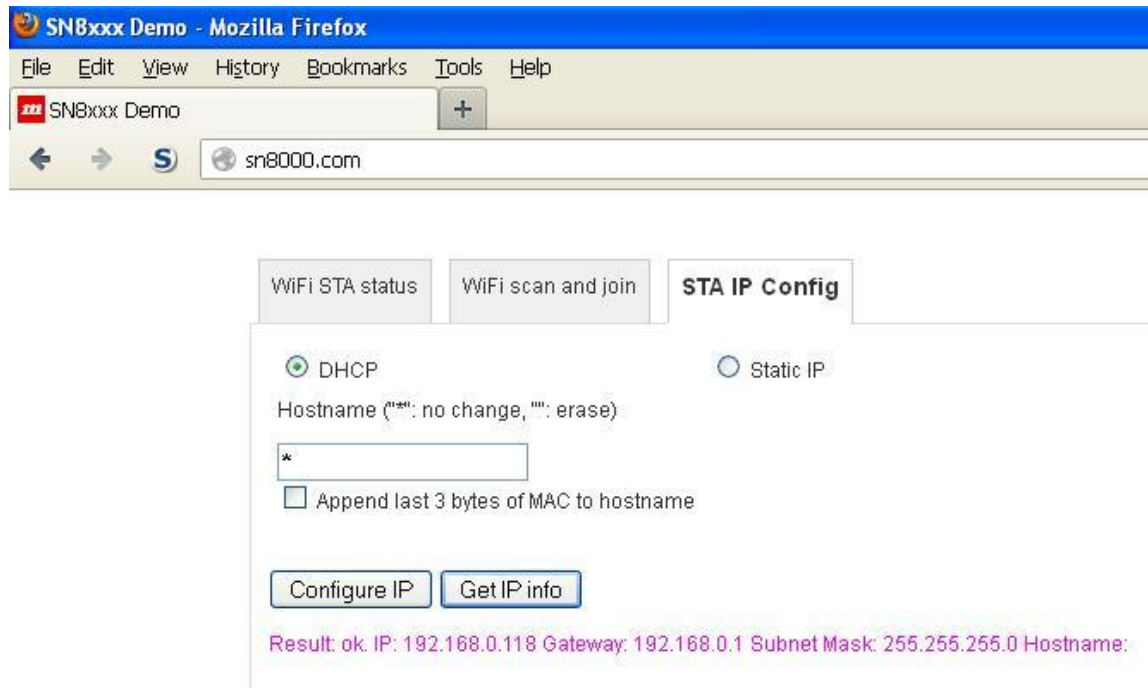 SN8xxx Demo - Mozilla Firefox
File Edit View History Bookmarks Tools Help
m SN8xxx Demo +
S sn8000.com
WiFi STA status WiFi scan and join STA IP Config
DHCP Static IP
Hostname ("*": no change, "": erase)
*
Append last 3 bytes of MAC to hostname
Configure IP Get IP info
Result: ok. IP: 192.168.0.118 Gateway: 192.168.0.1 Subnet Mask: 255.255.255.0 Hostname: